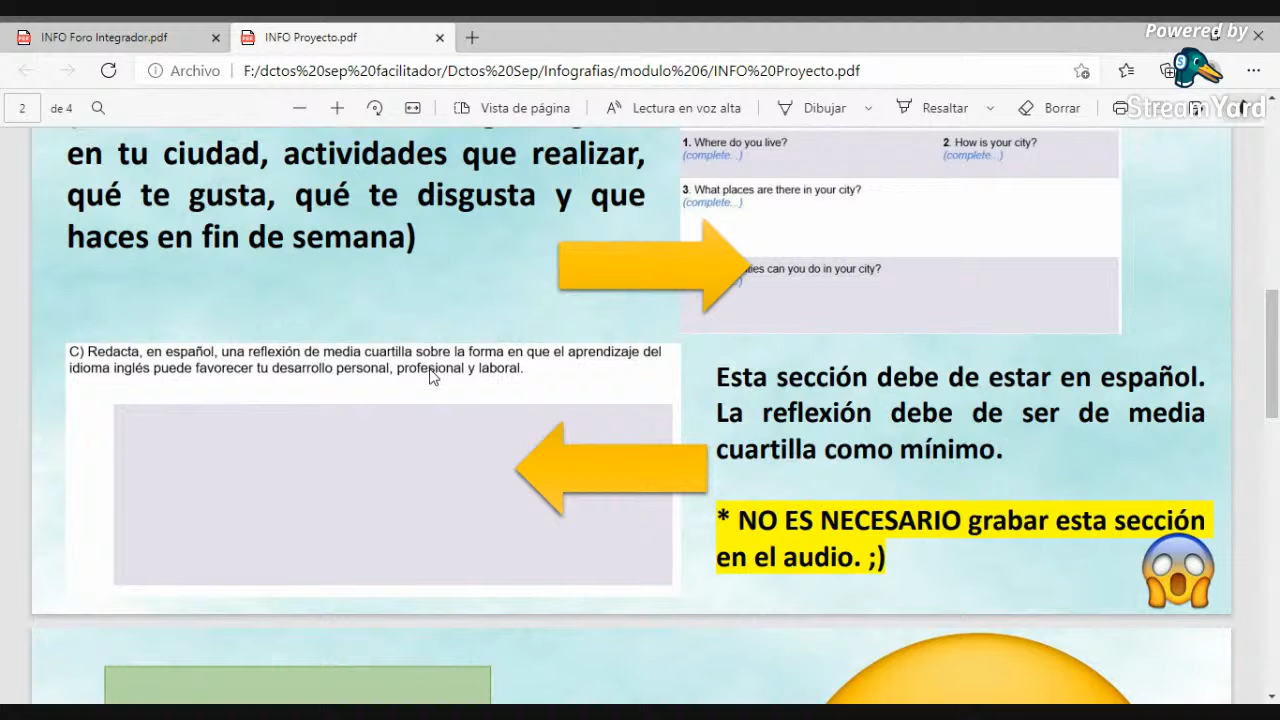 INFO Foro Integrador.pdf
INFO Proyecto.pdf
Powered by
Archivo
F:/dctos%20sep%20facilitador/Dctos%20Sep/Infografias/modulo%206/INFO%20Proyecto.pdf
StreamYard
2
de 4
Vista de página
Lectura en voz alta
Dibujar
Resaltar
Borrar
en tu ciudad, actividades que realizar,
qué te gusta, qué te disgusta y que
haces en fin de semana)
1. Where do you live?
(complete...)
2. How is your city?
(complete...)
3. What places are there in your city?
(complete...)
can you do in your city?
C) Redacta, en español, una reflexión de media cuartilla sobre la forma en que el aprendizaje del
idioma inglés puede favorecer tu desarrollo personal, profesional y laboral.
Esta sección debe de estar en español.
La reflexión debe de ser de media
cuartilla como mínimo.
* NO ES NECESARIO grabar esta sección
en el audio. ;)